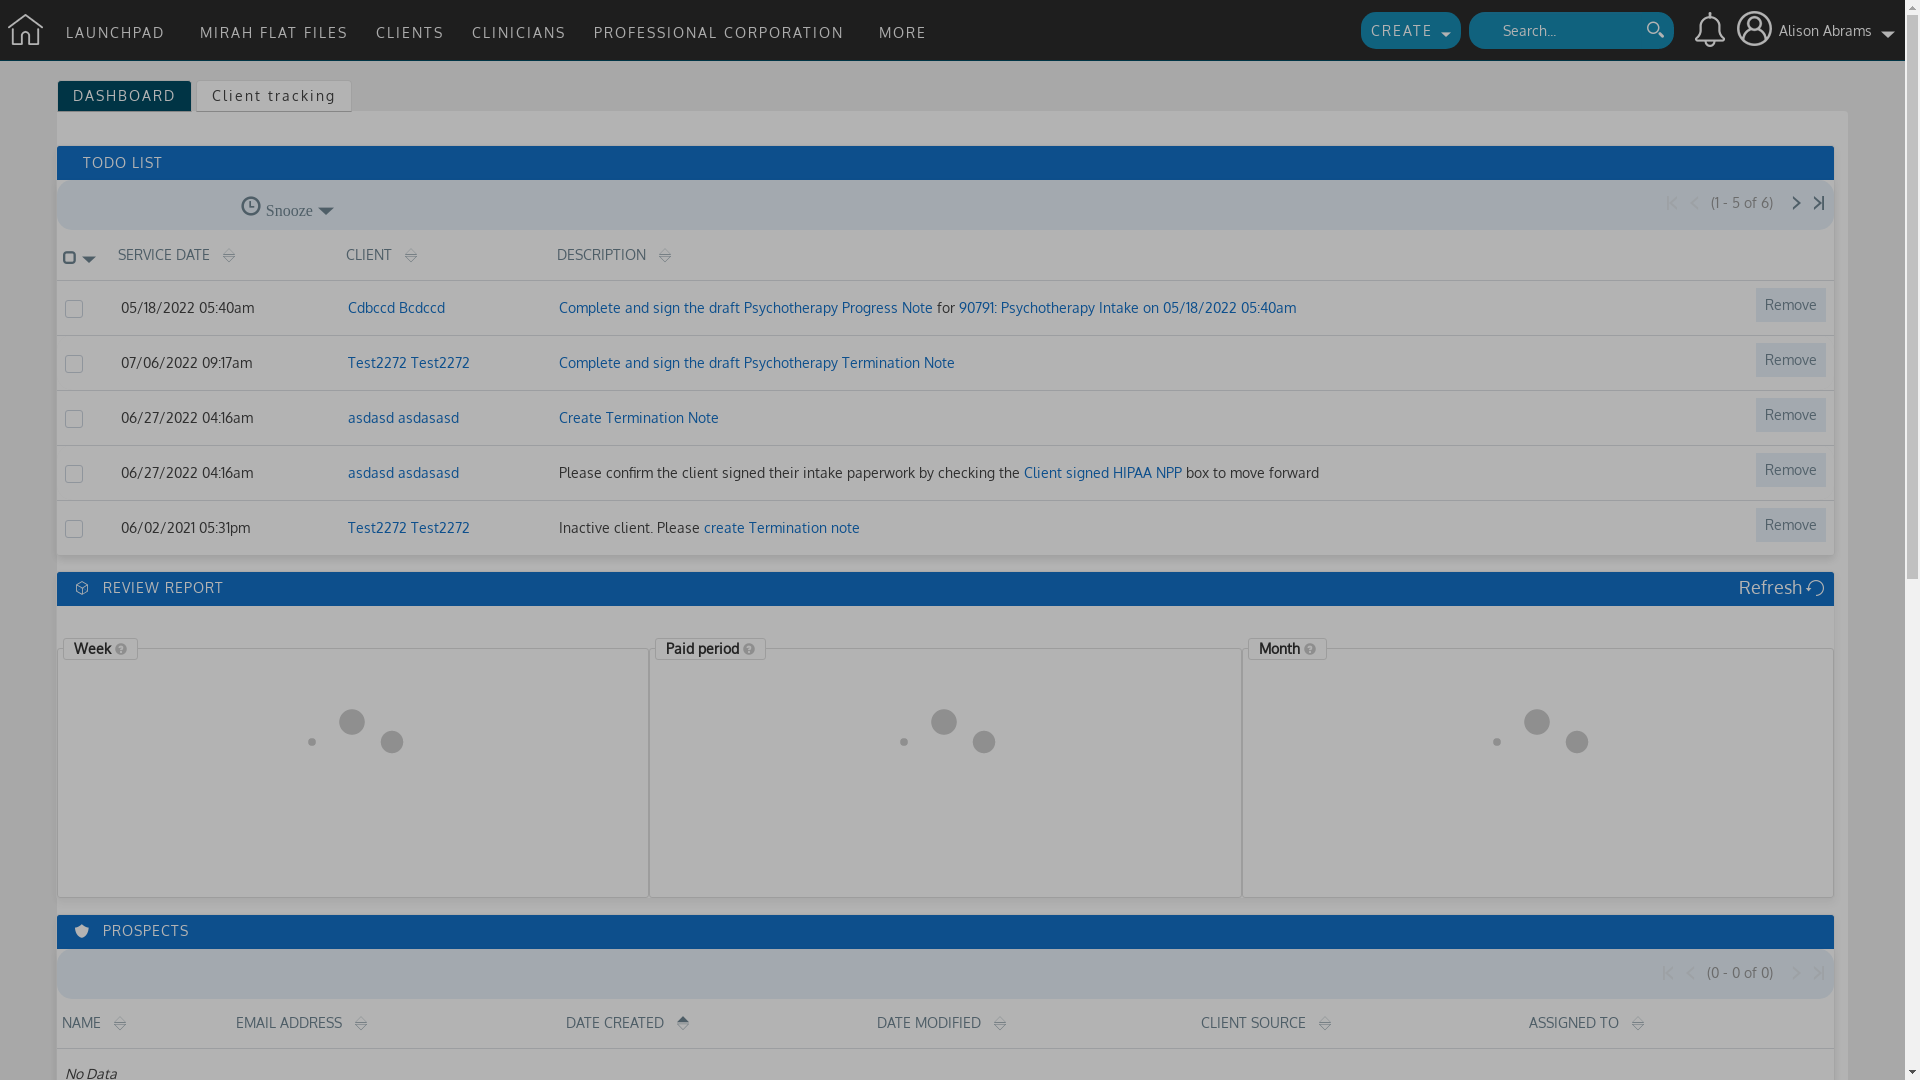 LAUNCHPAD MIRAH FLAT FILES CLIENTS CLINICIANS PROFESSIONAL CORPORATION MORE CREATE Search... Alison Abrams
DASHBOARD Client tracking
TODO LIST
Snooze (1 - 5 of 6)
SERVICE DATE CLIENT DESCRIPTION
05/18/2022 05:40am Cdbccd Bcdccd Complete and sign the draft Psychotherapy Progress Note for 90791: Psychotherapy Intake on 05/18/2022 05:40am Remove
07/06/2022 09:17am Test2272 Test2272 Complete and sign the draft Psychotherapy Termination Note Remove
06/27/2022 04:16am asdasd asdasasd Create Termination Note Remove
06/27/2022 04:16am asdasd asdasasd Please confirm the client signed their intake paperwork by checking the Client signed HIPAA NPP box to move forward Remove
06/02/2021 05:31pm Test2272 Test2272 Inactive client. Please create Termination note Remove
REVIEW REPORT Refresh
Week ? Paid period ? Month ?
PROSPECTS
(0 - 0 of 0)
NAME EMAIL ADDRESS DATE CREATED DATE MODIFIED CLIENT SOURCE ASSIGNED TO
No Data